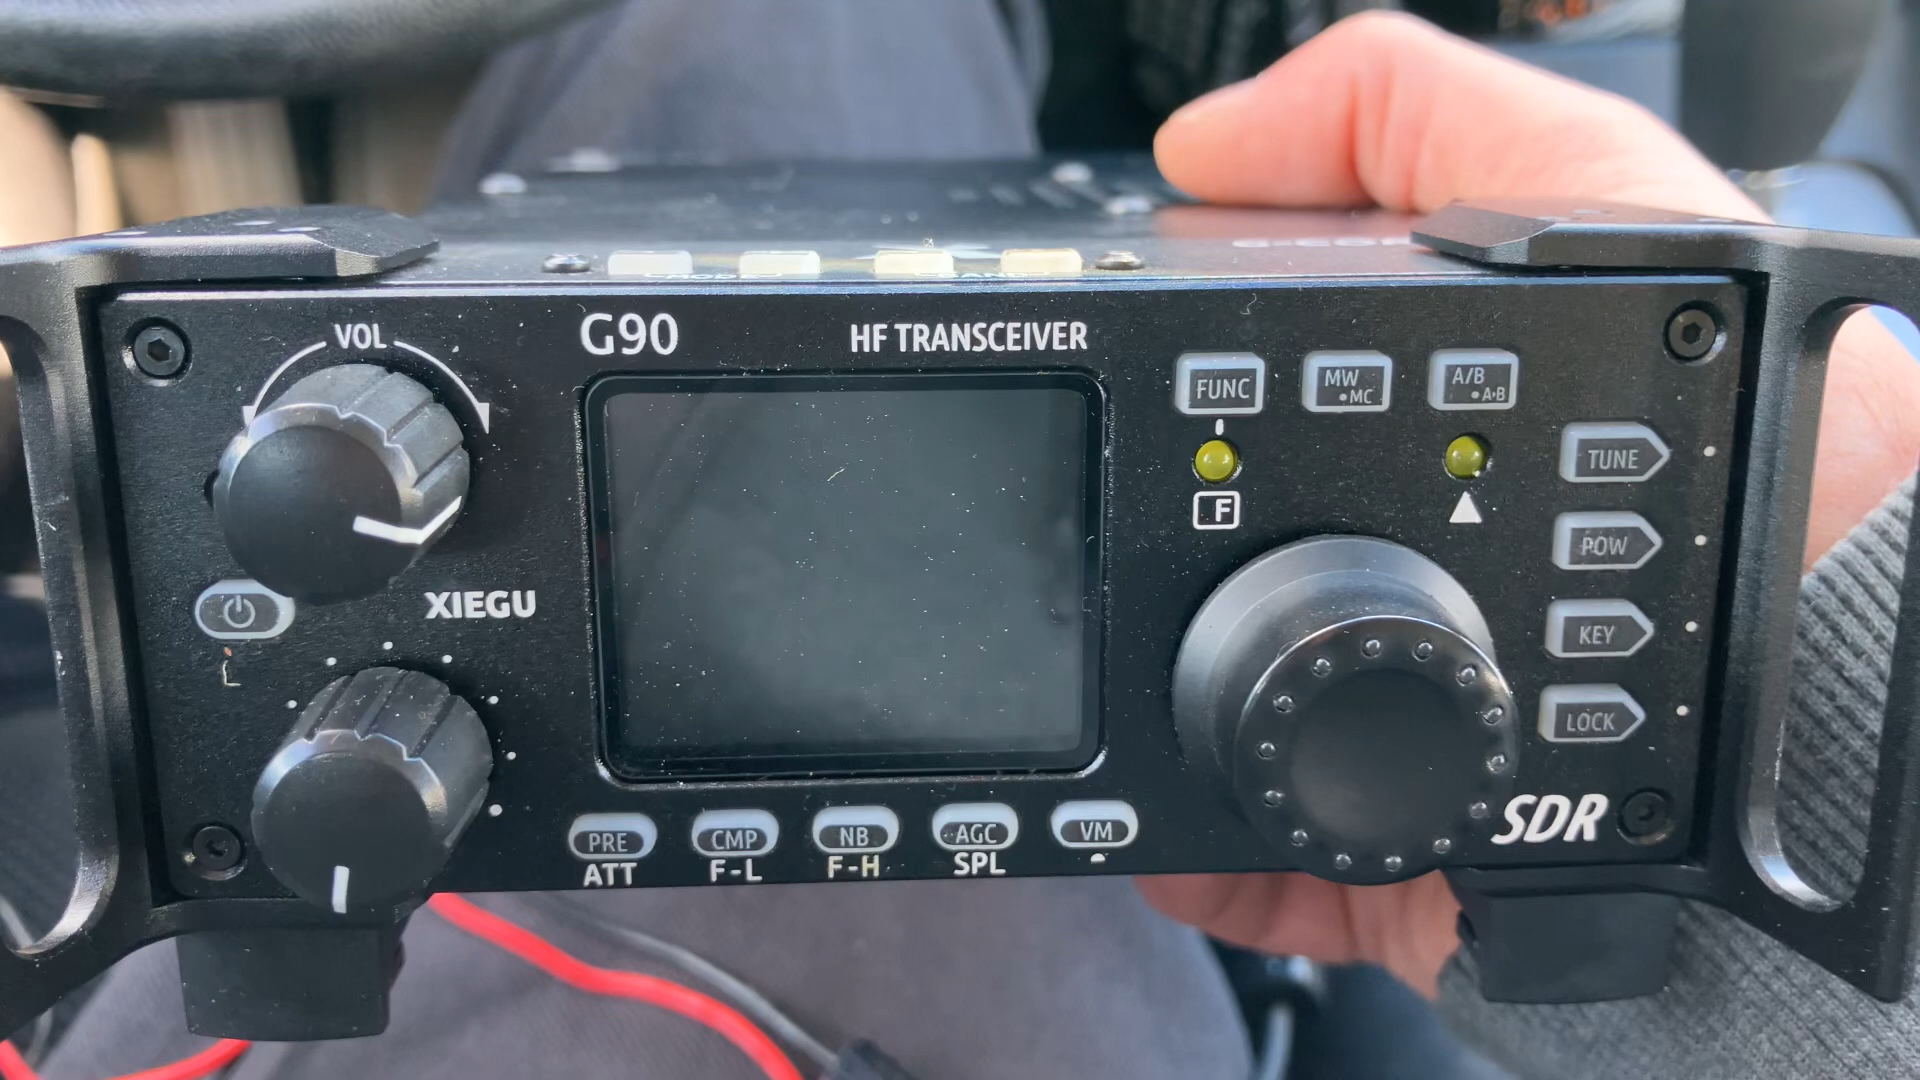 VOL
G90
HF TRANSCEIVER
FUNC
MW
•MC
A/B
•A▸B
F
TUNE
POW
KEY
LOCK
XIEGU
SDR
PRE
CMP
NB
AGC
VM
ATT
F-L
F-H
SPL